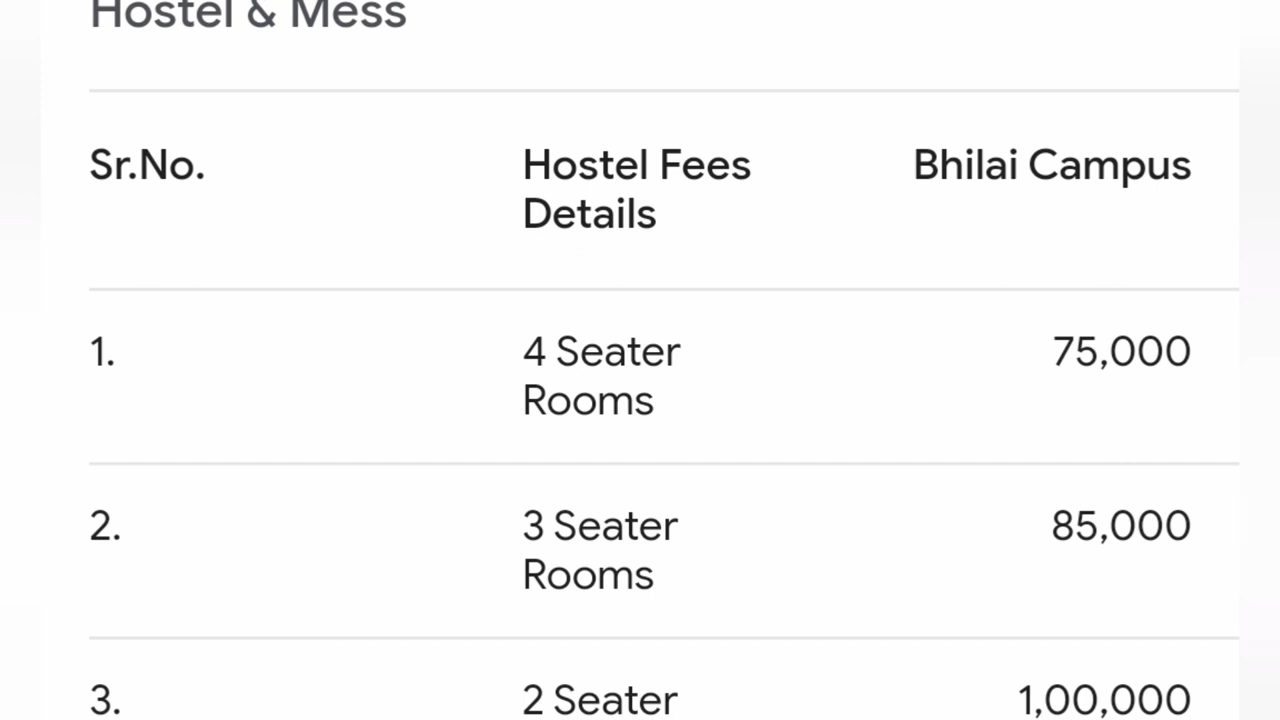 Hostel & Mess
Sr.No. Hostel Fees Bhilai Campus
Details
1. 4 Seater 75,000
Rooms
2. 3 Seater 85,000
Rooms
3. 2 Seater 1,00,000